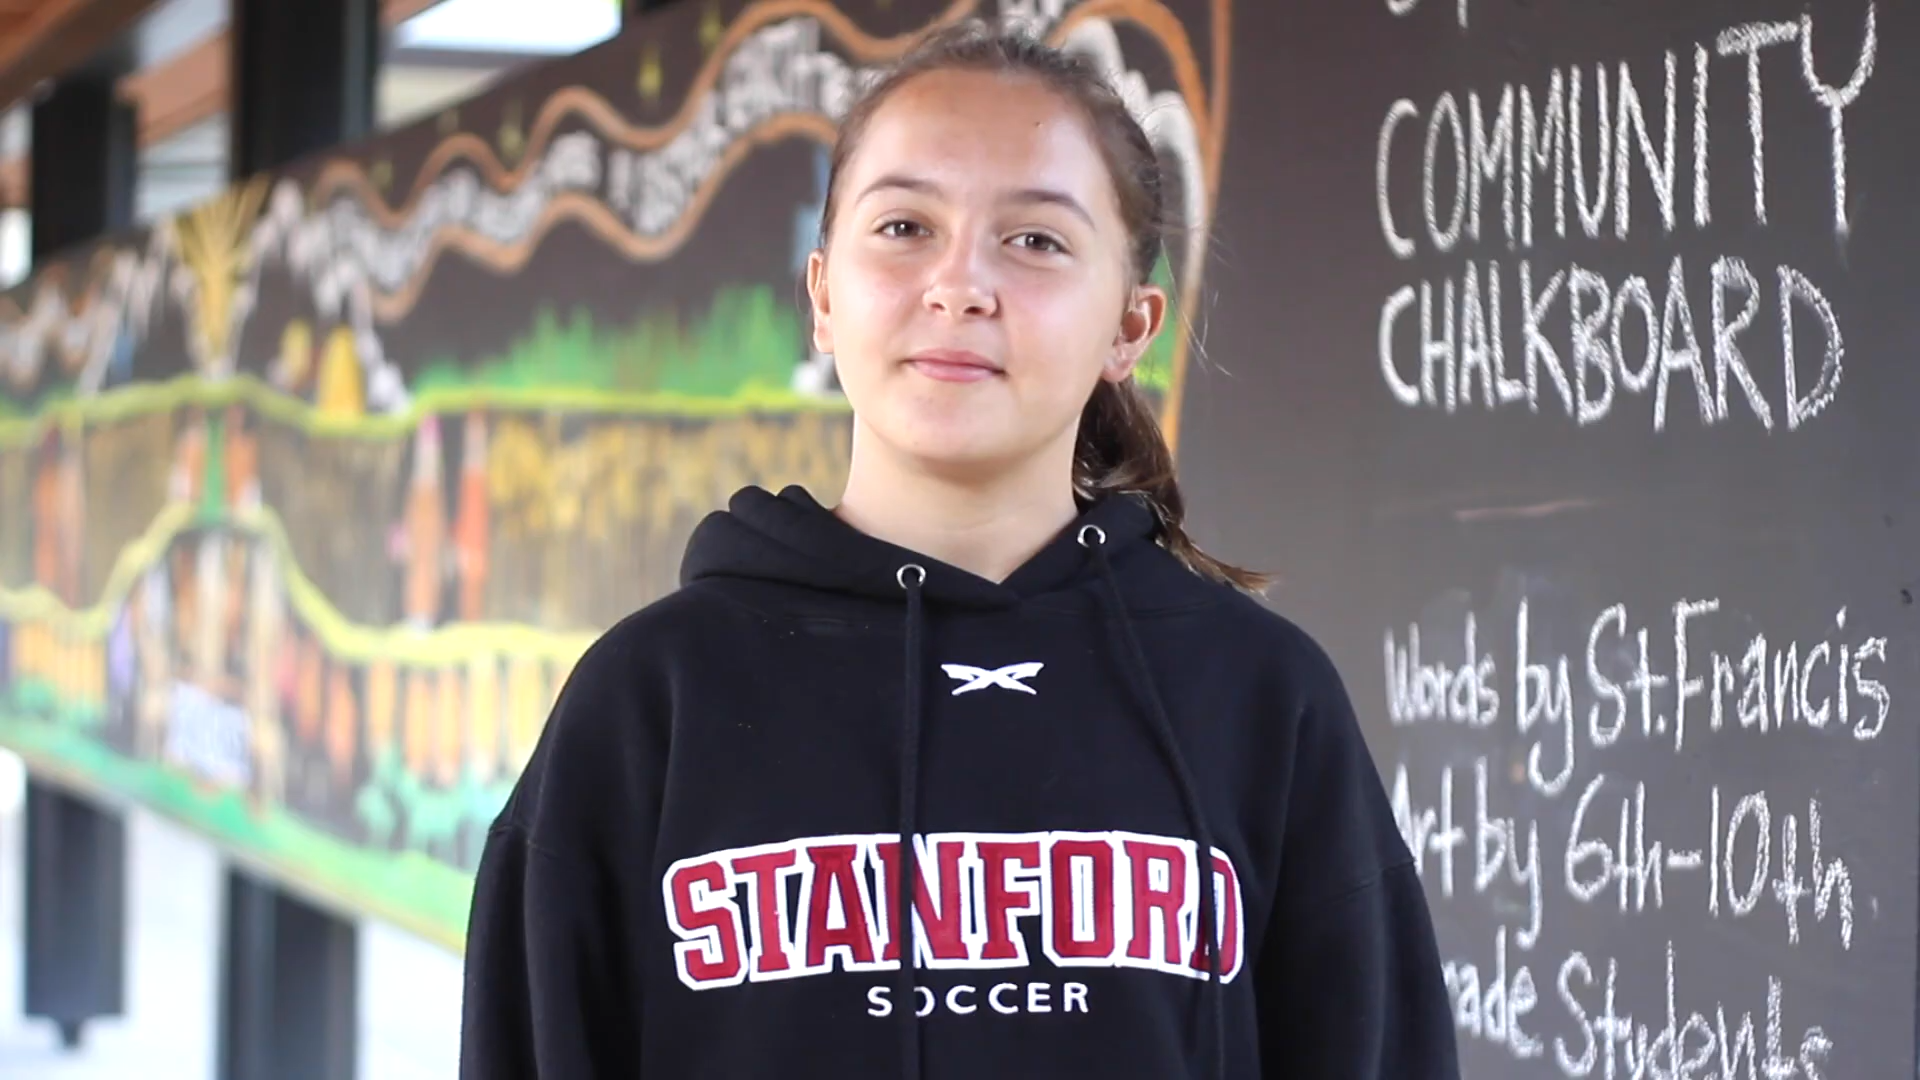 COMMUNITY
CHALKBOARD
Words by St. Francis
Art by 6th-10th
Students
STANFORD
SOCCER